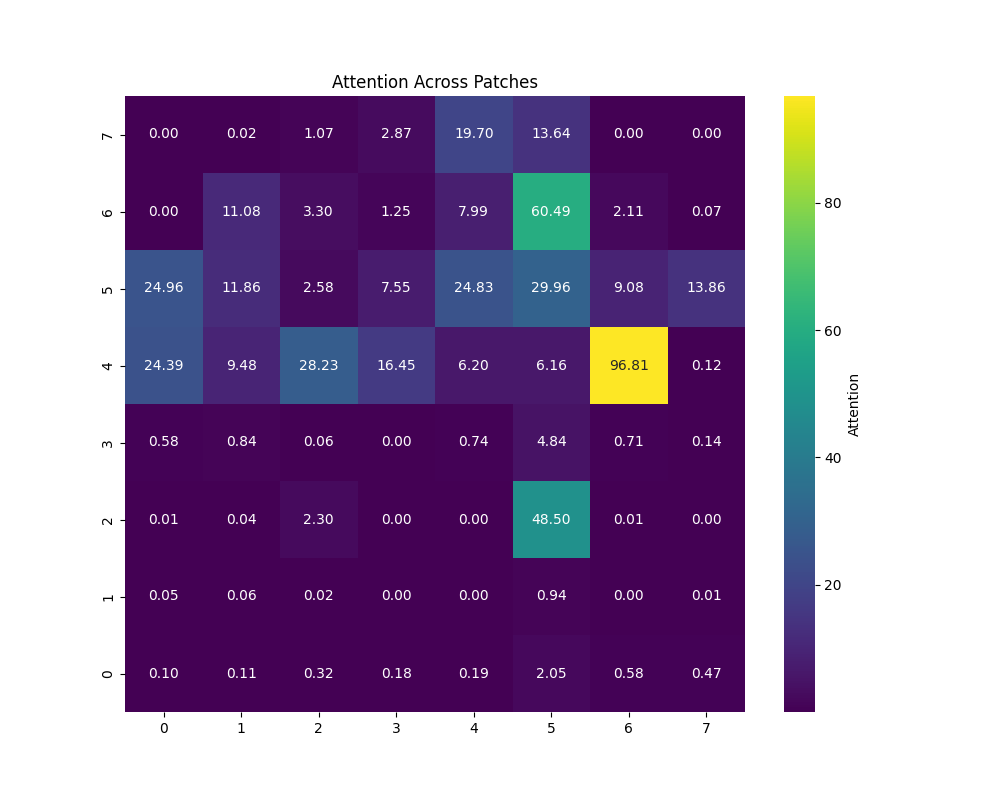 Attention Across Patches
7 0.00 0.02 1.07 2.87 19.70 13.64 0.00 0.00
6 0.00 11.08 3.30 1.25 7.99 60.49 2.11 0.07
5 24.96 11.86 2.58 7.55 24.83 29.96 9.08 13.86
4 24.39 9.48 28.23 16.45 6.20 6.16 96.81 0.12
3 0.58 0.84 0.06 0.00 0.74 4.84 0.71 0.14
2 0.01 0.04 2.30 0.00 0.00 48.50 0.01 0.00
1 0.05 0.06 0.02 0.00 0.00 0.94 0.00 0.01
0 0.10 0.11 0.32 0.18 0.19 2.05 0.58 0.47
0 1 2 3 4 5 6 7
80
60
40
20
Attention